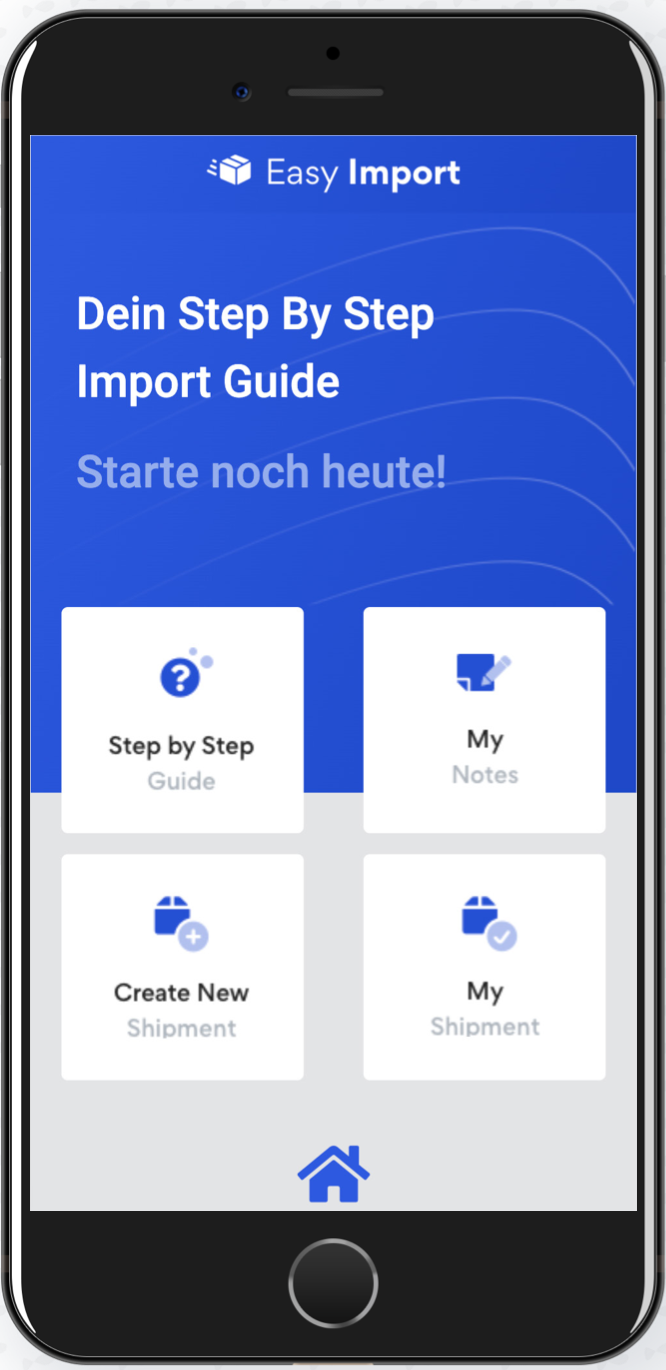 Easy Import
Dein Step By Step
Import Guide
Starte noch heute!
Step by Step
Guide
My
Notes
Create New
Shipment
My
Shipment